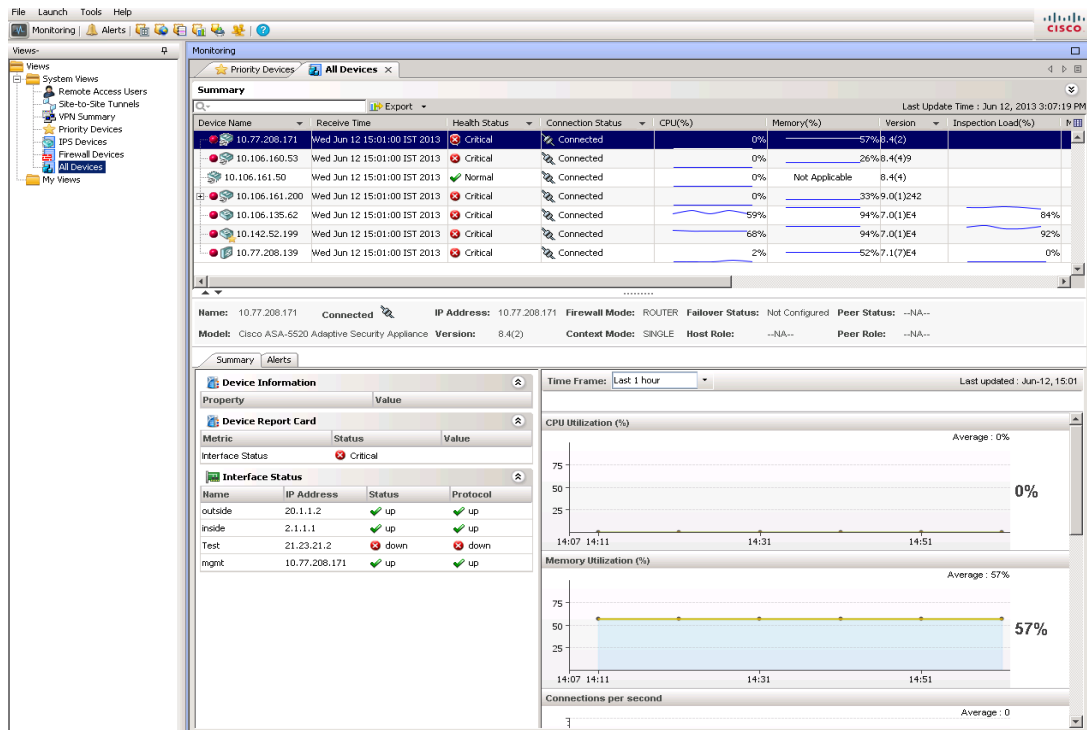 File Launch Tools Help
Monitoring Alerts
CISCO
Views-
Views
System Views
Remote Access Users
Site-to-Site Tunnels
VPN Summary
Priority Devices
IPS Devices
Firewall Devices
All Devices
My Views
Monitoring
Priority Devices All Devices
Summary
Export Last Update Time : Jun 12, 2013 3:07:19 PM
Device Name Receive Time Health Status Connection Status CPU(%) Memory(%) Version Inspection Load(%)
10.77.208.171 Wed Jun 12 15:01:00 IST 2013 Critical Connected 0% 57% 8.4(2)
10.106.160.53 Wed Jun 12 15:01:00 IST 2013 Critical Connected 0% 26% 8.4(4)9
10.106.161.50 Wed Jun 12 15:01:00 IST 2013 Normal Connected 0% Not Applicable 8.4(4)
10.106.161.200 Wed Jun 12 15:01:00 IST 2013 Critical Connected 0% 33% 9.0(1)242
10.106.135.62 Wed Jun 12 15:01:00 IST 2013 Critical Connected 59% 94% 7.0(1)E4 84%
10.142.52.199 Wed Jun 12 15:01:00 IST 2013 Critical Connected 68% 94% 7.0(1)E4 92%
10.77.208.139 Wed Jun 12 15:01:00 IST 2013 Critical Connected 2% 52% 7.1(7)E4 0%
Name: 10.77.208.171 Connected IP Address: 10.77.208.171 Firewall Mode: ROUTER Failover Status: Not Configured Peer Status: --NA--
Model: Cisco ASA-5520 Adaptive Security Appliance Version: 8.4(2) Context Mode: SINGLE Host Role: --NA-- Peer Role: --NA--
Summary Alerts
Device Information
Property Value
Device Report Card
Metric Status Value
Interface Status Critical
Interface Status
Name IP Address Status Protocol
outside 20.1.1.2 up up
inside 2.1.1.1 up up
Test 21.23.21.2 down down
mgmt 10.77.208.171 up up
Time Frame: Last 1 hour Last updated : Jun-12, 15:01
CPU Utilization (%)
Average : 0%
75
50
25
0%
14:07 14:11 14:31 14:51
Memory Utilization (%)
Average : 57%
75
50
25
57%
14:07 14:11 14:31 14:51
Connections per second
Average : 0